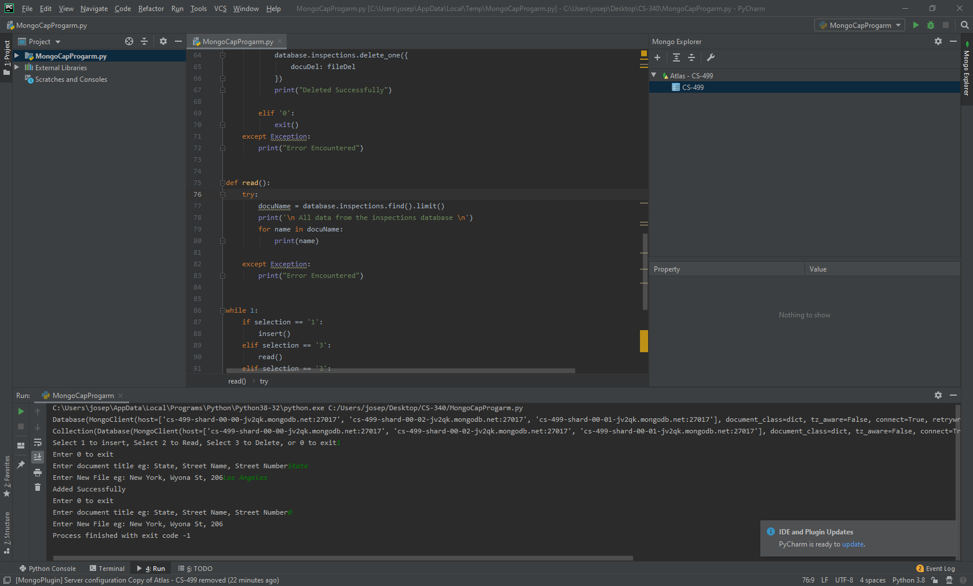 File Edit View Navigate Code Refactor Run Tools VCS Window Help MongoCapProgarm [C:\Users\josep\AppData\Local\Temp\MongoCapProgarm] - C:\Users\josep\Desktop\CS-340\MongoCapProgarm.py - PyCharm
MongoCapProgarm.py
MongoCapProgarm
1: Project
Project
MongoCapProgarm.py
External Libraries
Scratches and Consoles
MongoCapProgarm.py
64 database.inspections.delete_one({
65 docuDel: fileDel
66 })
67 print("Deleted Successfully")
68
69 elif '0':
70 exit()
71 except Exception:
72 print("Error Encountered")
73
74
75 def read():
76 try:
77 docuName = database.inspections.find().limit()
78 print('\n All data from the inspections database \n')
79 for name in docuName:
80 print(name)
81
82 except Exception:
83 print("Error Encountered")
84
85
86 while 1:
87 if selection == '1':
88 insert()
89 elif selection == '3':
90 read()
91 elif selection == '3':
read() › try
Mongo Explorer
Atlas - CS-499
CS-499
Property Value
Nothing to show
Mongo Explorer
Run: MongoCapProgarm
C:\Users\josep\AppData\Local\Programs\Python\Python38-32\python.exe C:/Users/josep/Desktop/CS-340/MongoCapProgarm.py
Database(MongoClient(host=['cs-499-shard-00-00-jv2qk.mongodb.net:27017', 'cs-499-shard-00-02-jv2qk.mongodb.net:27017', 'cs-499-shard-00-01-jv2qk.mongodb.net:27017'], document_class=dict, tz_aware=False, connect=True, retrywr
Collection(Database(MongoClient(host=['cs-499-shard-00-00-jv2qk.mongodb.net:27017', 'cs-499-shard-00-02-jv2qk.mongodb.net:27017', 'cs-499-shard-00-01-jv2qk.mongodb.net:27017'], document_class=dict, tz_aware=False, connect=Tr
Select 1 to insert, Select 2 to Read, Select 3 to Delete, or 0 to exit:
Enter 0 to exit
Enter document title eg: State, Street Name, Street NumberState
Enter New File eg: New York, Wyona St, 206Los Angeles
Added Successfully
Enter 0 to exit
Enter document title eg: State, Street Name, Street Number0
Enter New File eg: New York, Wyona St, 206
Process finished with exit code -1
2: Favorites
7: Structure
IDE and Plugin Updates
PyCharm is ready to update.
Python Console Terminal 4: Run 6: TODO 2 Event Log
[MongoPlugin] Server configuration Copy of Atlas - CS-499 removed (22 minutes ago) 76:9 LF UTF-8 4 spaces Python 3.8